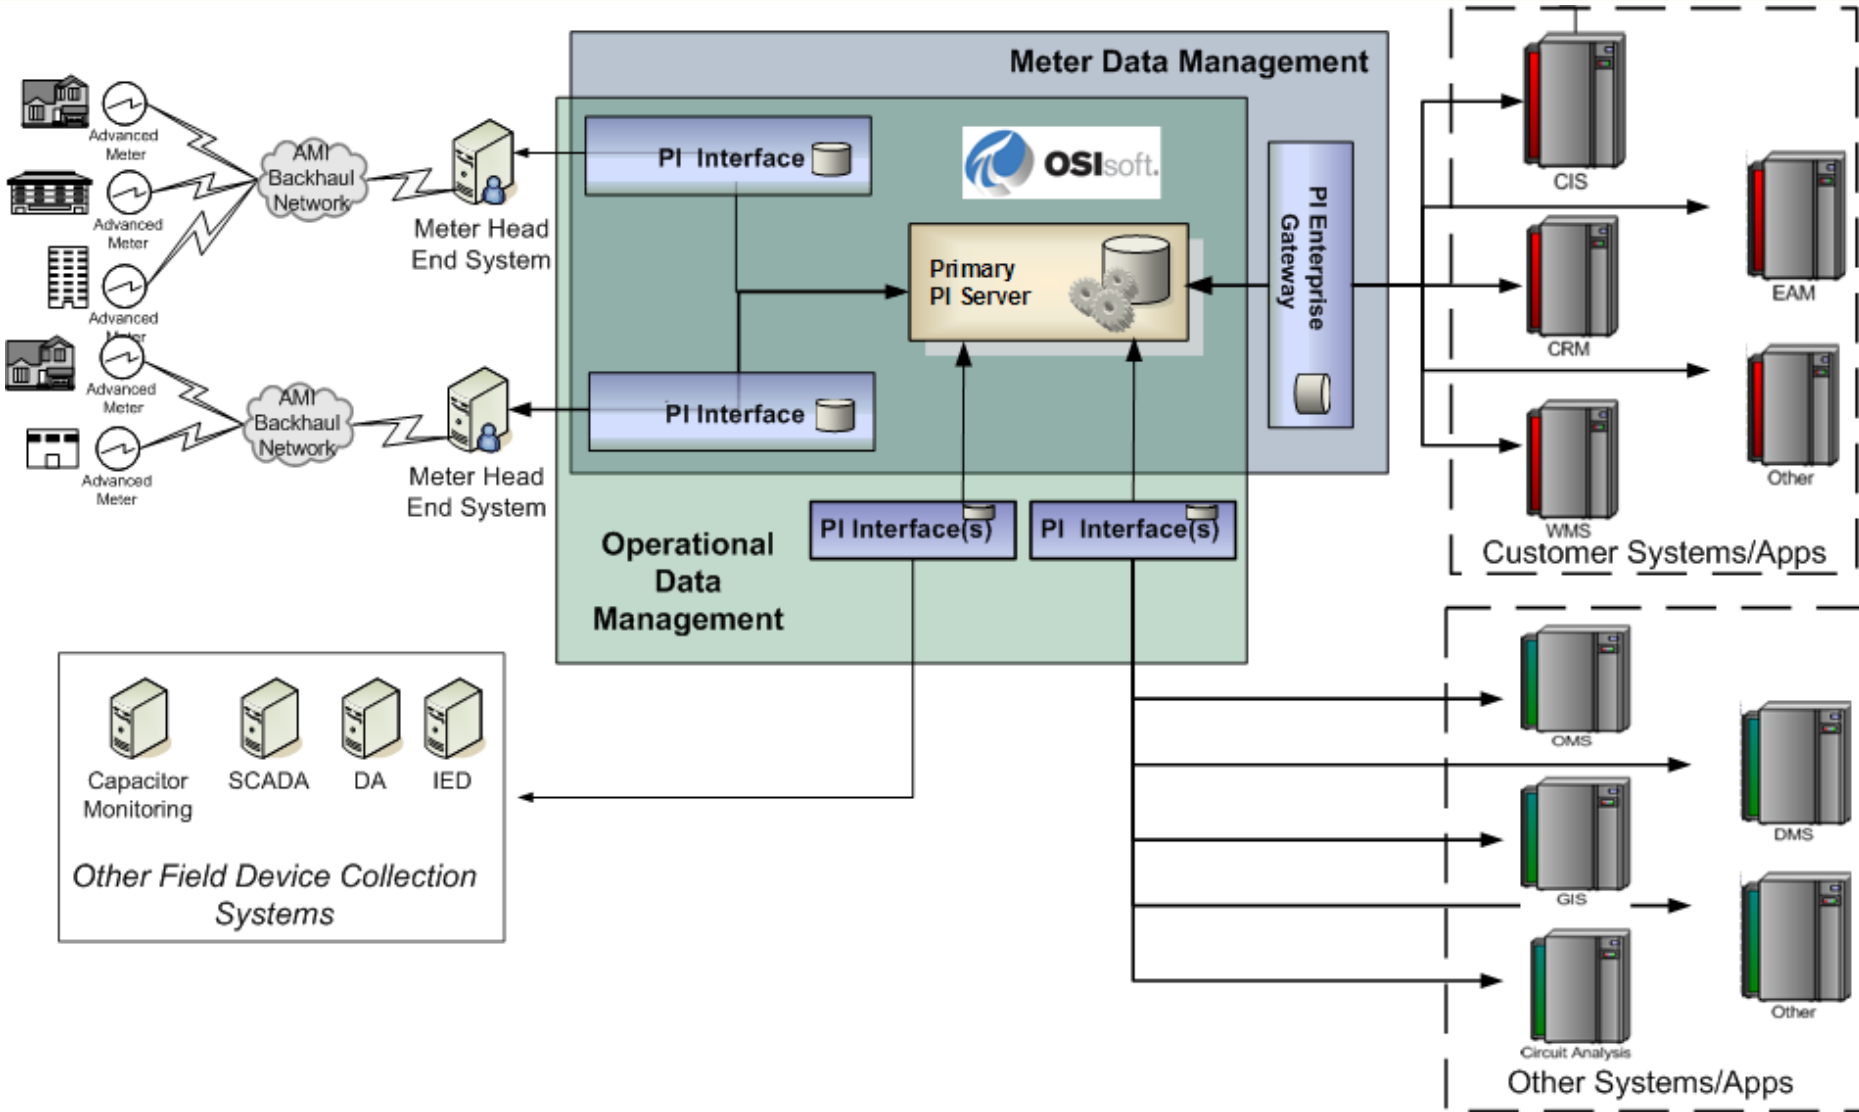 Meter Data Management
Advanced
Meter
Advanced
Meter
Advanced
Meter
AMI
Backhaul
Network
Meter Head
End System
PI Interface
OSIsoft.
Primary
PI Server
PI Enterprise
Gateway
Advanced
Meter
Advanced
Meter
AMI
Backhaul
Network
Meter Head
End System
PI Interface
PI Interface(s)
PI Interface(s)
Operational
Data
Management
CIS
EAM
CRM
Other
WMS
Customer Systems/Apps
Capacitor
Monitoring
SCADA
DA
IED
Other Field Device Collection
Systems
OMS
DMS
GIS
Other
Circuit Analysis
Other Systems/Apps